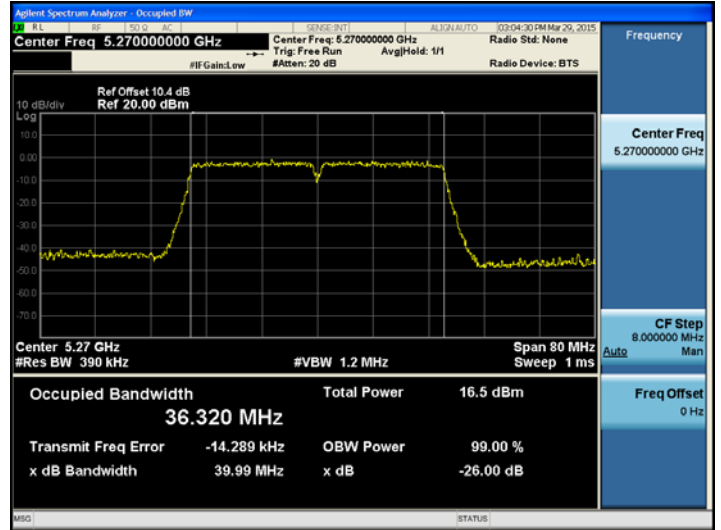 Agilent Spectrum Analyzer - Occupied BW
RL RF 50 Ω AC SENSE:INT ALIGN AUTO 03:04:30 PM Mar 29, 2015
Center Freq 5.270000000 GHz
Center Freq: 5.270000000 GHz
Radio Std: None
Trig: Free Run Avg|Hold: 1/1
#IFGain:Low
#Atten: 20 dB
Radio Device: BTS
Ref Offset 10.4 dB
10 dB/div Ref 20.00 dBm
Log
10.0
0.00
-10.0
-20.0
-30.0
-40.0
-50.0
-60.0
-70.0
Center 5.27 GHz Span 80 MHz
#Res BW 390 kHz #VBW 1.2 MHz Sweep 1 ms
Occupied Bandwidth Total Power 16.5 dBm
36.320 MHz
Transmit Freq Error -14.289 kHz OBW Power 99.00 %
x dB Bandwidth 39.99 MHz x dB -26.00 dB
MSG STATUS
Frequency
Center Freq
5.270000000 GHz
CF Step
8.000000 MHz
Auto Man
Freq Offset
0 Hz